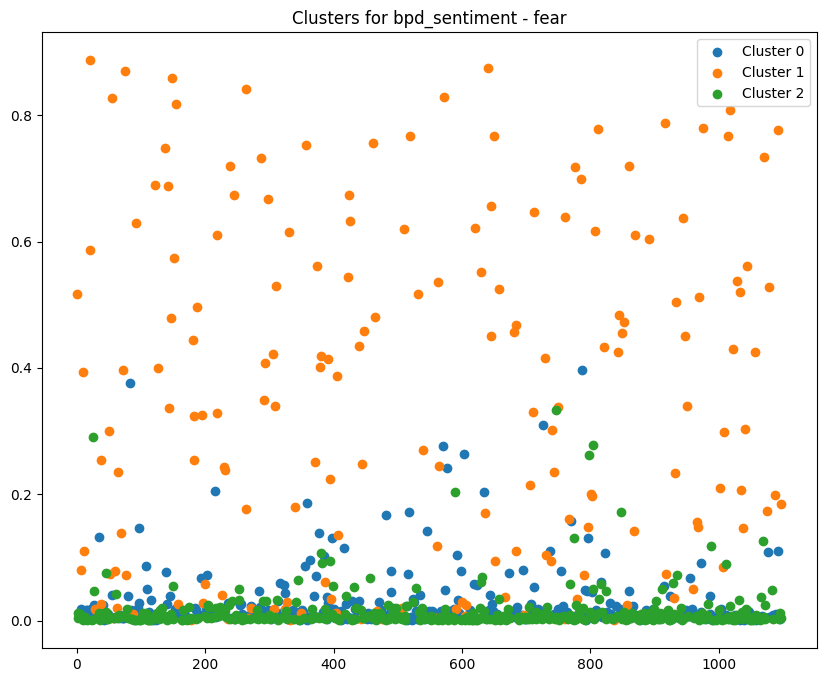 Clusters for bpd_sentiment - fear
Cluster 0
Cluster 1
Cluster 2
0.8
0.6
0.4
0.2
0.0
0 200 400 600 800 1000